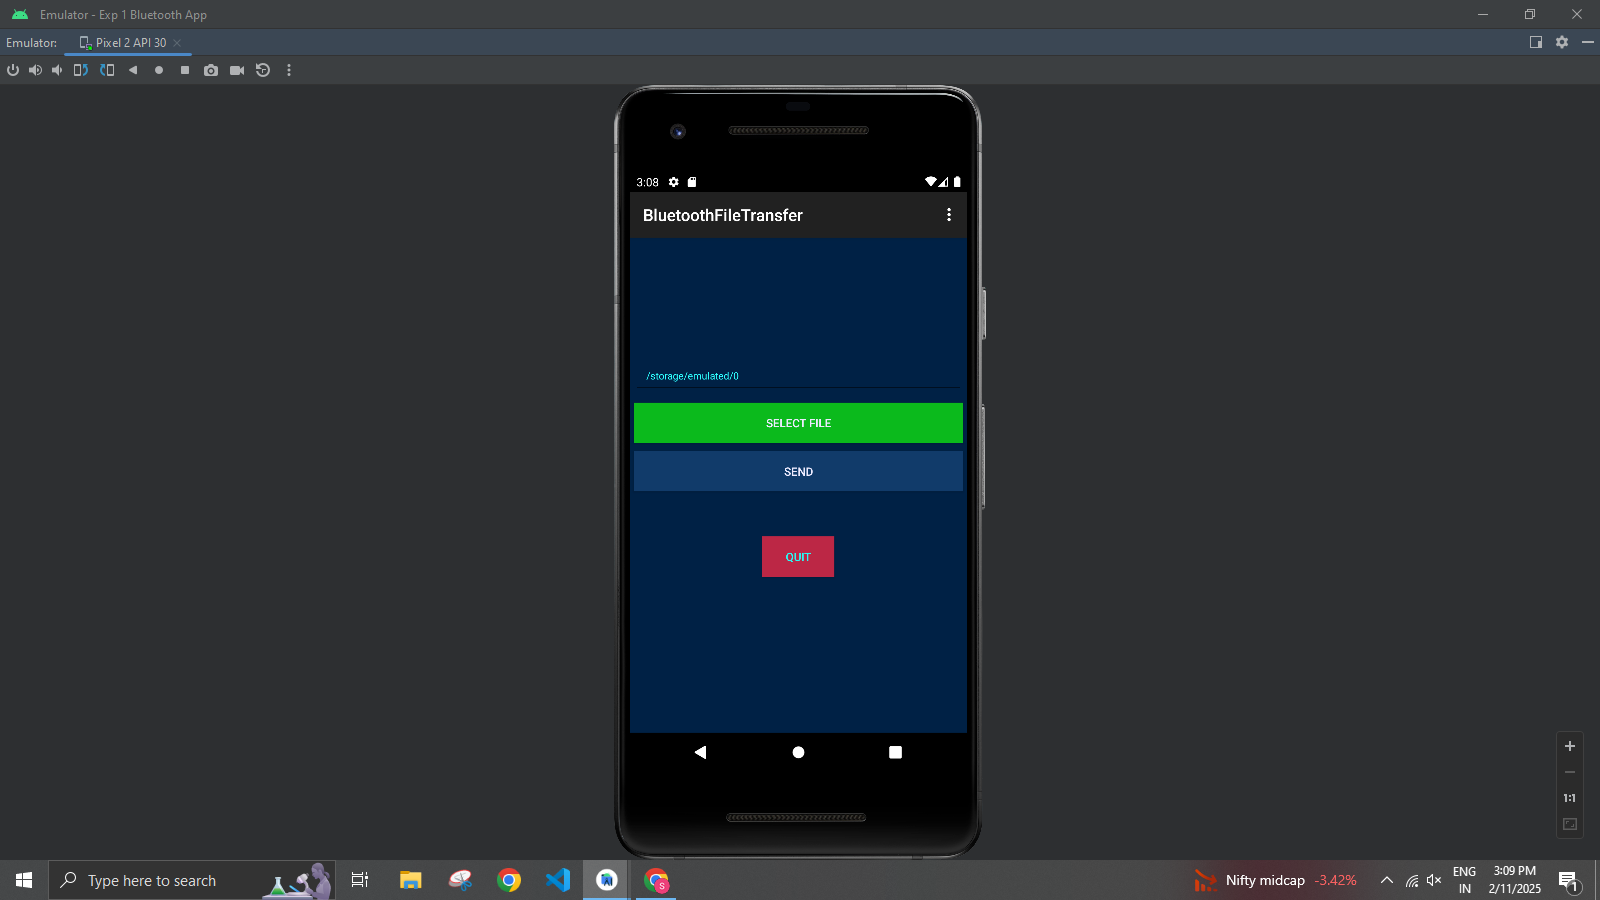 Emulator - Exp 1 Bluetooth App
Emulator: Pixel 2 API 30
3:08
BluetoothFileTransfer
/storage/emulated/0
SELECT FILE
SEND
QUIT
1:1
Type here to search
AI
S
Nifty midcap -3.42%
ENG
IN
3:09 PM
2/11/2025
1